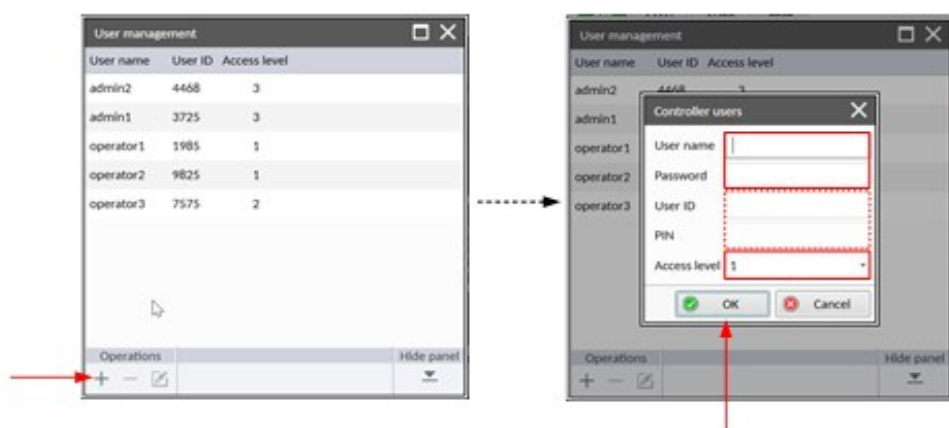 User management
User name User ID Access level
admin2 4468 3
admin1 3725 3
operator1 1985 1
operator2 9825 1
operator3 7575 2
Operations Hide panel
User management
User name User ID Access level
admin2 4468 3
admin1
operator1
operator2
operator3
Controller users
User name
Password
User ID
PIN
Access level 1
OK Cancel
Operations Hide panel